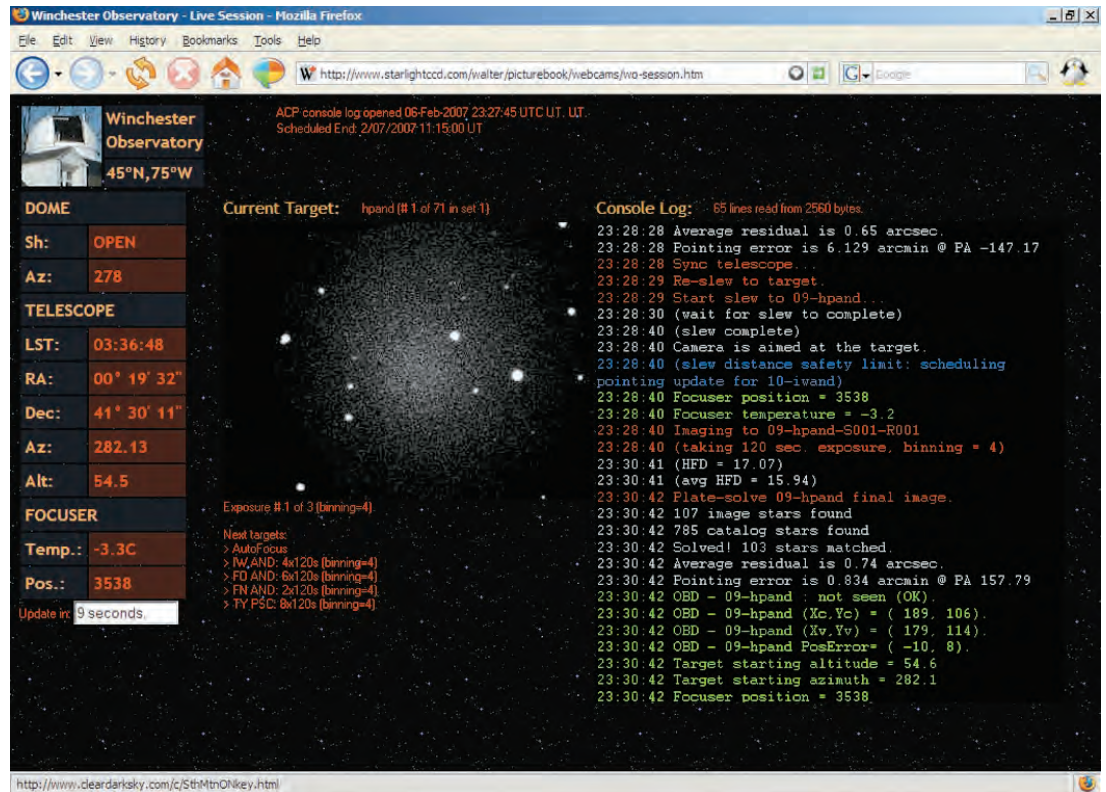 Winchester Observatory - Live Session - Mozilla Firefox
File Edit View History Bookmarks Tools Help
http://www.starlightccd.com/walter/picturebook/webcams/wo-session.htm
Google
Winchester
Observatory
45°N,75°W
ACP console log opened 06-Feb-2007 23:27:45 UTC UT. UT.
Scheduled End: 2/07/2007 11:15:00 UT
DOME
Sh: OPEN
Az: 278
TELESCOPE
LST: 03:36:48
RA: 00° 19' 32"
Dec: 41° 30' 11"
Az: 282.13
Alt: 54.5
FOCUSER
Temp.: -3.3C
Pos.: 3538
Update in: 9 seconds.
Current Target: hpand (# 1 of 71 in set 1)
Exposure # 1 of 3 (binning=4)
Next targets:
> AutoFocus
> IW AND: 4x120s (binning=4)
> FO AND: 6x120s (binning=4)
> FN AND: 2x120s (binning=4)
> TY PSC: 8x120s (binning=4)
Console Log: 65 lines read from 2560 bytes.
23:28:28 Average residual is 0.65 arcsec.
23:28:28 Pointing error is 6.129 arcmin @ PA -147.17
23:28:28 Sync telescope.
23:28:29 Re-slew to target.
23:28:29 Start slew to 09-hpand...
23:28:30 (wait for slew to complete)
23:28:40 (slew complete)
23:28:40 Camera is aimed at the target.
23:28:40 (slew distance safety limit: scheduling
pointing update for 10-iwand)
23:28:40 Focuser position = 3538
23:28:40 Focuser temperature = -3.2
23:28:40 Imaging to 09-hpand-S001-R001
23:28:40 (taking 120 sec. exposure, binning = 4)
23:30:41 (HFD = 17.07)
23:30:41 (avg HFD = 15.94)
23:30:42 Plate-solve 09-hpand final image.
23:30:42 107 image stars found
23:30:42 785 catalog stars found
23:30:42 Solved! 103 stars matched.
23:30:42 Average residual is 0.74 arcsec.
23:30:42 Pointing error is 0.834 arcmin @ PA 157.79
23:30:42 OBD - 09-hpand : not seen (OK).
23:30:42 OBD - 09-hpand (Xc,Yc) = ( 189, 106).
23:30:42 OBD - 09-hpand (Xv,Yv) = ( 179, 114).
23:30:42 OBD - 09-hpand PosError= ( -10, 8).
23:30:42 Target starting altitude = 54.6
23:30:42 Target starting azimuth = 282.1
23:30:42 Focuser position = 3538
http://www.cleardarksky.com/c/SthMtnONkey.html